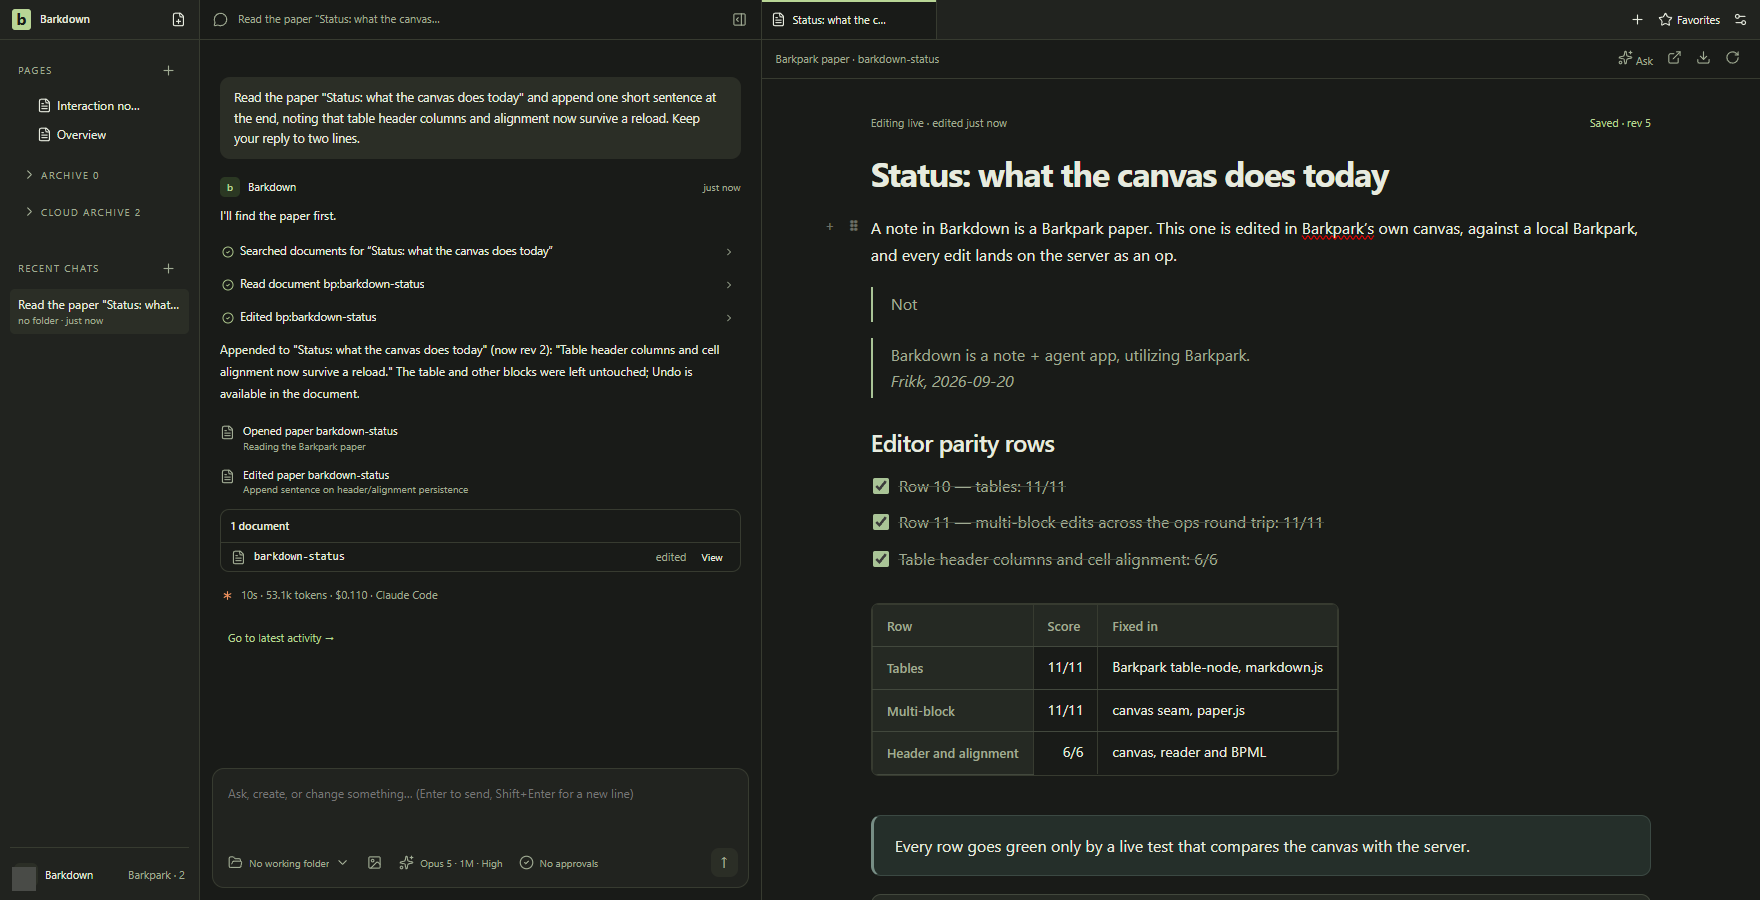 b Barkdown
PAGES
Interaction no...
Overview
ARCHIVE 0
CLOUD ARCHIVE 2
RECENT CHATS
Read the paper "Status: what...
no folder · just now
Barkdown
Barkpark · 2
Read the paper "Status: what the canvas...
Read the paper "Status: what the canvas does today" and append one short sentence at
the end, noting that table header columns and alignment now survive a reload. Keep
your reply to two lines.
b Barkdown
just now
I'll find the paper first.
Searched documents for “Status: what the canvas does today”
Read document bp:barkdown-status
Edited bp:barkdown-status
Appended to "Status: what the canvas does today" (now rev 2): "Table header columns and cell
alignment now survive a reload." The table and other blocks were left untouched; Undo is
available in the document.
Opened paper barkdown-status
Reading the Barkpark paper
Edited paper barkdown-status
Append sentence on header/alignment persistence
1 document
barkdown-status
edited View
10s · 53.1k tokens · $0.110 · Claude Code
Go to latest activity →
Ask, create, or change something... (Enter to send, Shift+Enter for a new line)
No working folder
Opus 5 · 1M · High
No approvals
Status: what the c...
Favorites
Barkpark paper · barkdown-status
Ask
Editing live · edited just now
Saved · rev 5
Status: what the canvas does today
A note in Barkdown is a Barkpark paper. This one is edited in Barkpark’s own canvas, against a local Barkpark,
and every edit lands on the server as an op.
Not
Barkdown is a note + agent app, utilizing Barkpark.
Frikk, 2026-09-20
Editor parity rows
Row 10 — tables: 11/11
Row 11 — multi-block edits across the ops round trip: 11/11
Table header columns and cell alignment: 6/6
Row Score Fixed in
Tables 11/11 Barkpark table-node, markdown.js
Multi-block 11/11 canvas seam, paper.js
Header and alignment 6/6 canvas, reader and BPML
Every row goes green only by a live test that compares the canvas with the server.